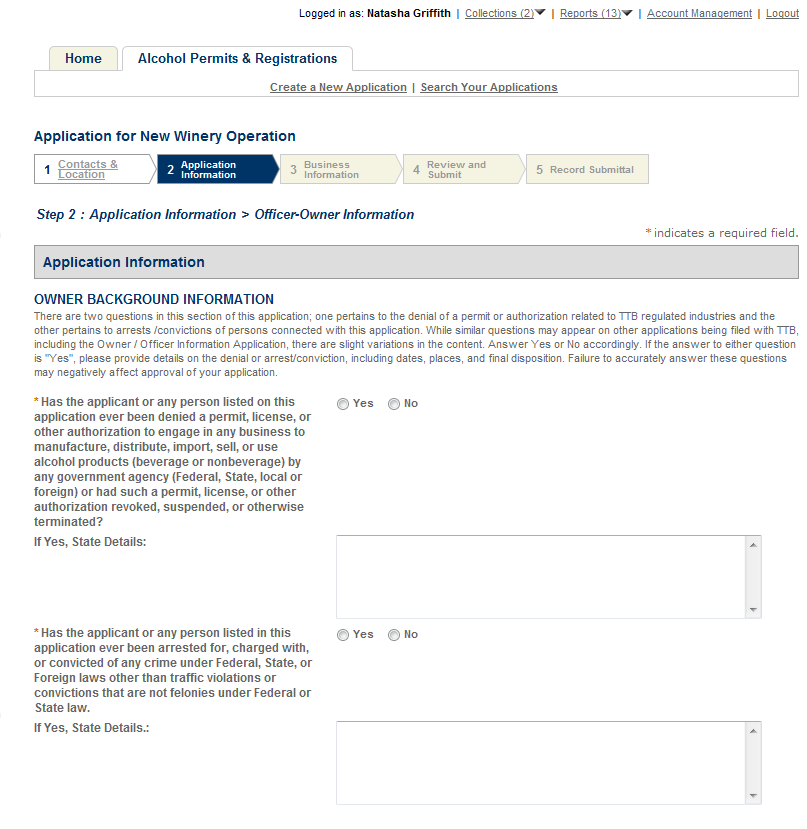 Logged in as: Natasha Griffith | Collections (2) | Reports (13) | Account Management | Logout
Home Alcohol Permits & Registrations
Create a New Application | Search Your Applications
Application for New Winery Operation
1 Contacts & Location 2 Application Information 3 Business Information 4 Review and Submit 5 Record Submittal
Step 2 : Application Information > Officer-Owner Information
* indicates a required field.
Application Information
OWNER BACKGROUND INFORMATION
There are two questions in this section of this application; one pertains to the denial of a permit or authorization related to TTB regulated industries and the
other pertains to arrests /convictions of persons connected with this application. While similar questions may appear on other applications being filed with TTB,
including the Owner / Officer Information Application, there are slight variations in the content. Answer Yes or No accordingly. If the answer to either question
is "Yes", please provide details on the denial or arrest/conviction, including dates, places, and final disposition. Failure to accurately answer these questions
may negatively affect approval of your application.
* Has the applicant or any person listed on this Yes No
application ever been denied a permit, license, or
other authorization to engage in any business to
manufacture, distribute, import, sell, or use
alcohol products (beverage or nonbeverage) by
any government agency (Federal, State, local or
foreign) or had such a permit, license, or other
authorization revoked, suspended, or otherwise
terminated?
If Yes, State Details:
* Has the applicant or any person listed in this Yes No
application ever been arrested for, charged with,
or convicted of any crime under Federal, State, or
Foreign laws other than traffic violations or
convictions that are not felonies under Federal or
State law.
If Yes, State Details.: